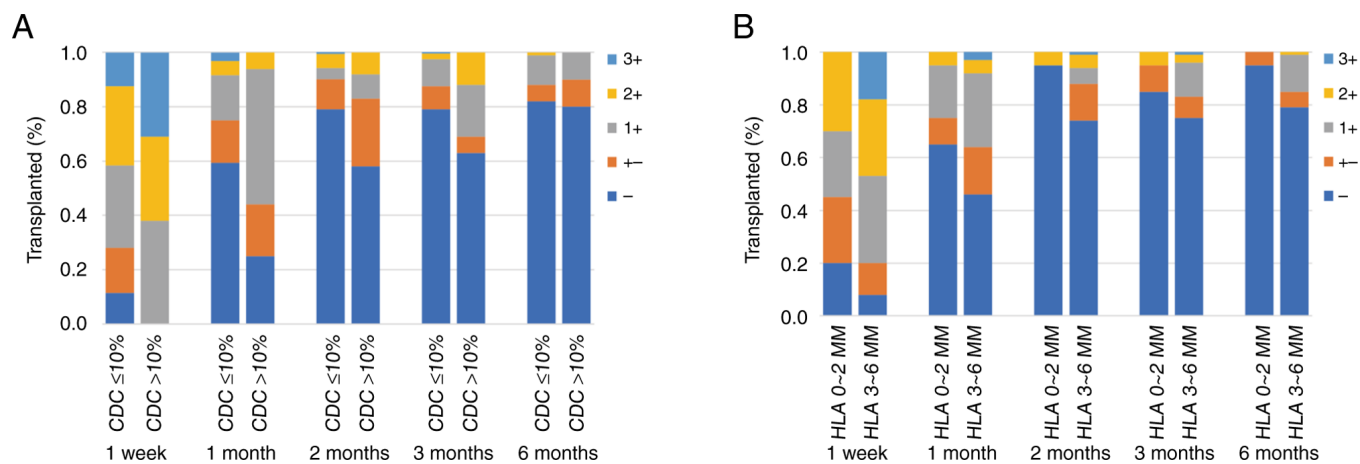 A
Transplanted (%)
1.0
0.8
0.6
0.4
0.2
0.0
CDC ≤10%
CDC >10%
CDC ≤10%
CDC >10%
CDC ≤10%
CDC >10%
CDC ≤10%
CDC >10%
CDC ≤10%
CDC >10%
1 week
1 month
2 months
3 months
6 months
3+
2+
1+
+−
−
B
Transplanted (%)
1.0
0.8
0.6
0.4
0.2
0.0
HLA 0~2 MM
HLA 3~6 MM
HLA 0~2 MM
HLA 3~6 MM
HLA 0~2 MM
HLA 3~6 MM
HLA 0~2 MM
HLA 3~6 MM
HLA 0~2 MM
HLA 3~6 MM
1 week
1 month
2 months
3 months
6 months
3+
2+
1+
+−
−